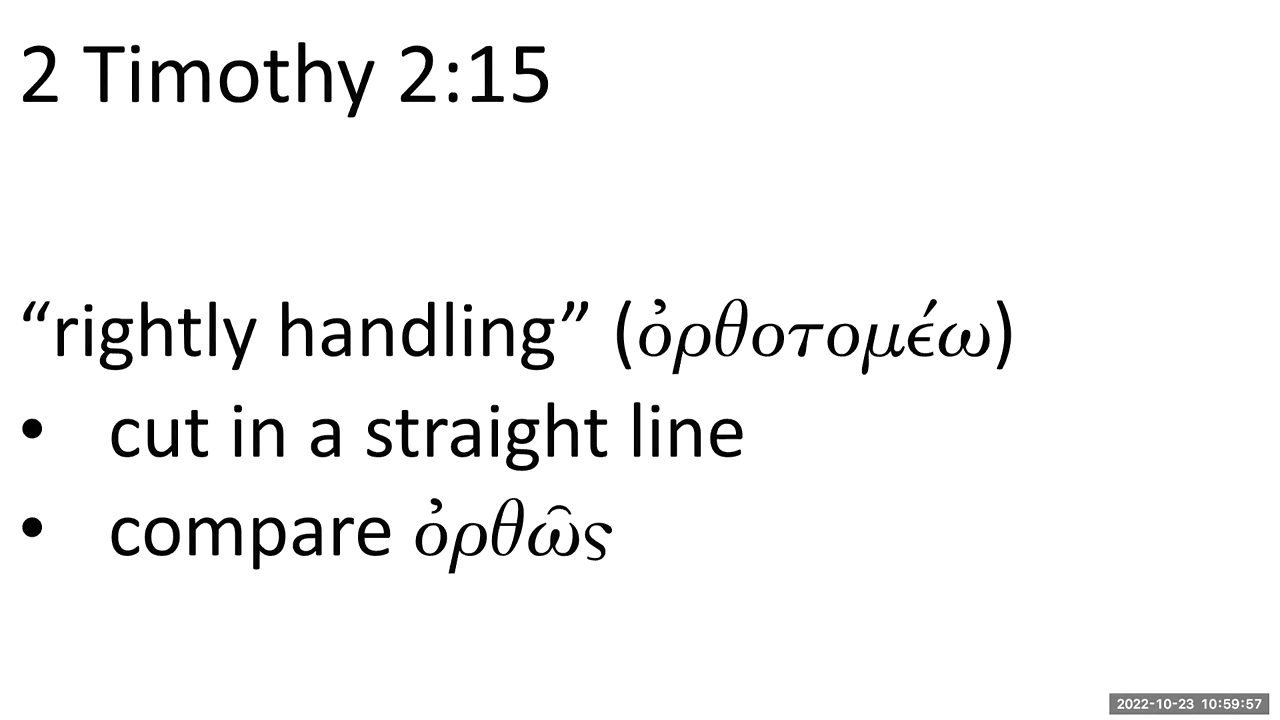 2 Timothy 2:15
“rightly handling” (ὀρθοτομέω)
• cut in a straight line
• compare ὀρθῶς
2022-10-23 10:59:57